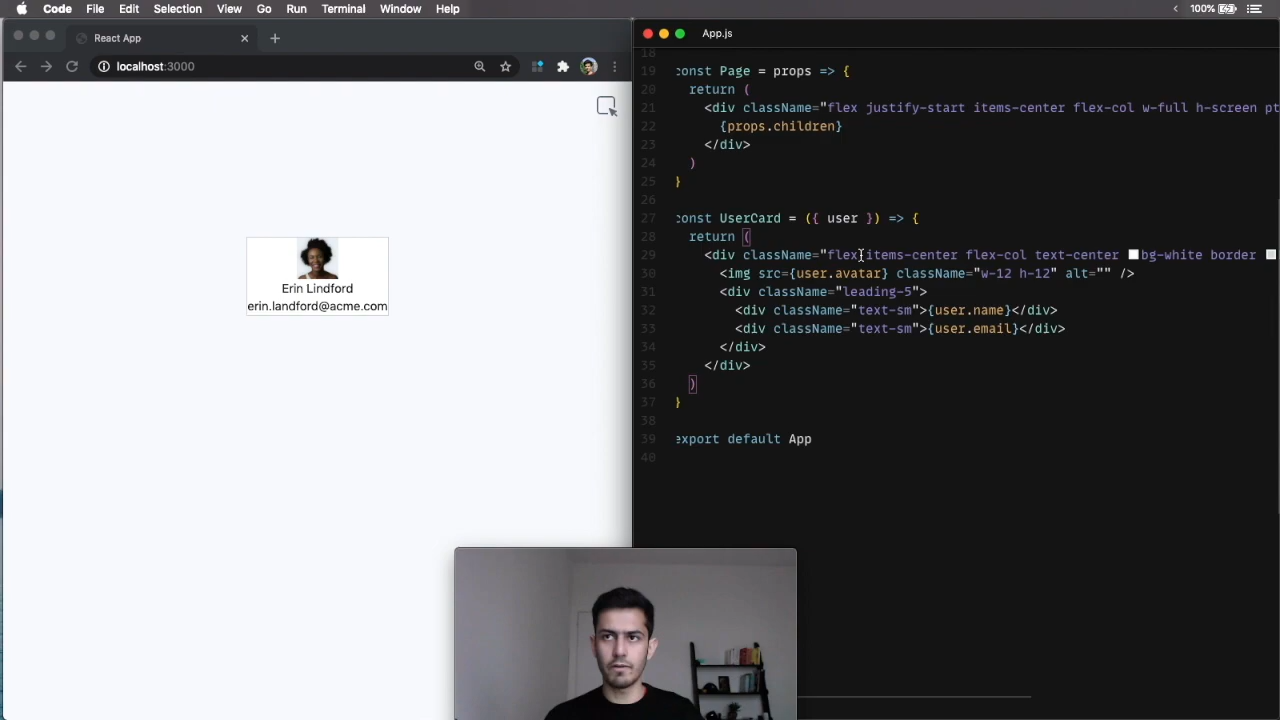 Code File Edit Selection View Go Run Terminal Window Help 100%
React App
localhost:3000
Erin Lindford
erin.landford@acme.com
App.js
18
19 const Page = props => {
20 return (
21 <div className="flex justify-start items-center flex-col w-full h-screen pt
22 {props.children}
23 </div>
24 )
25 }
26
27 const UserCard = ({ user }) => {
28 return (
29 <div className="flex items-center flex-col text-center bg-white border
30 <img src={user.avatar} className="w-12 h-12" alt="" />
31 <div className="leading-5">
32 <div className="text-sm">{user.name}</div>
33 <div className="text-sm">{user.email}</div>
34 </div>
35 </div>
36 )
37 }
38
39 export default App
40